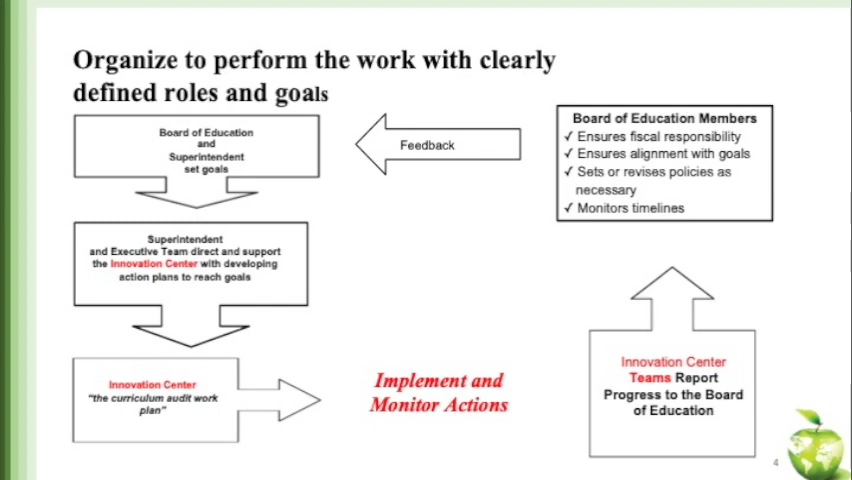 Organize to perform the work with clearly
defined roles and goals
Board of Education
and
Superintendent
set goals
Feedback
Board of Education Members
✓ Ensures fiscal responsibility
✓ Ensures alignment with goals
✓ Sets or revises policies as
necessary
✓ Monitors timelines
Superintendent
and Executive Team direct and support
the Innovation Center with developing
action plans to reach goals
Innovation Center
"the curriculum audit work
plan"
Implement and
Monitor Actions
Innovation Center
Teams Report
Progress to the Board
of Education
4